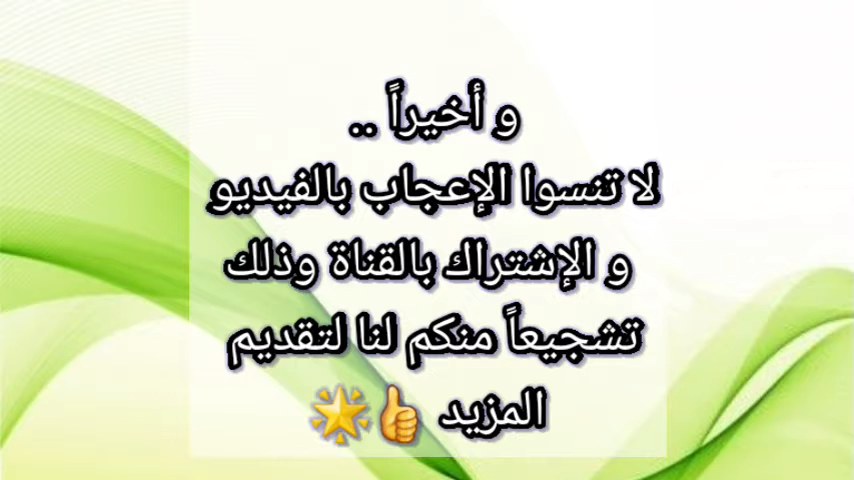 و أخيراً ..
لا تنسوا الإعجاب بالفيديو
و الإشتراك بالقناة وذلك
تشجيعاً منكم لنا لتقديم
المزيد 👍🌟